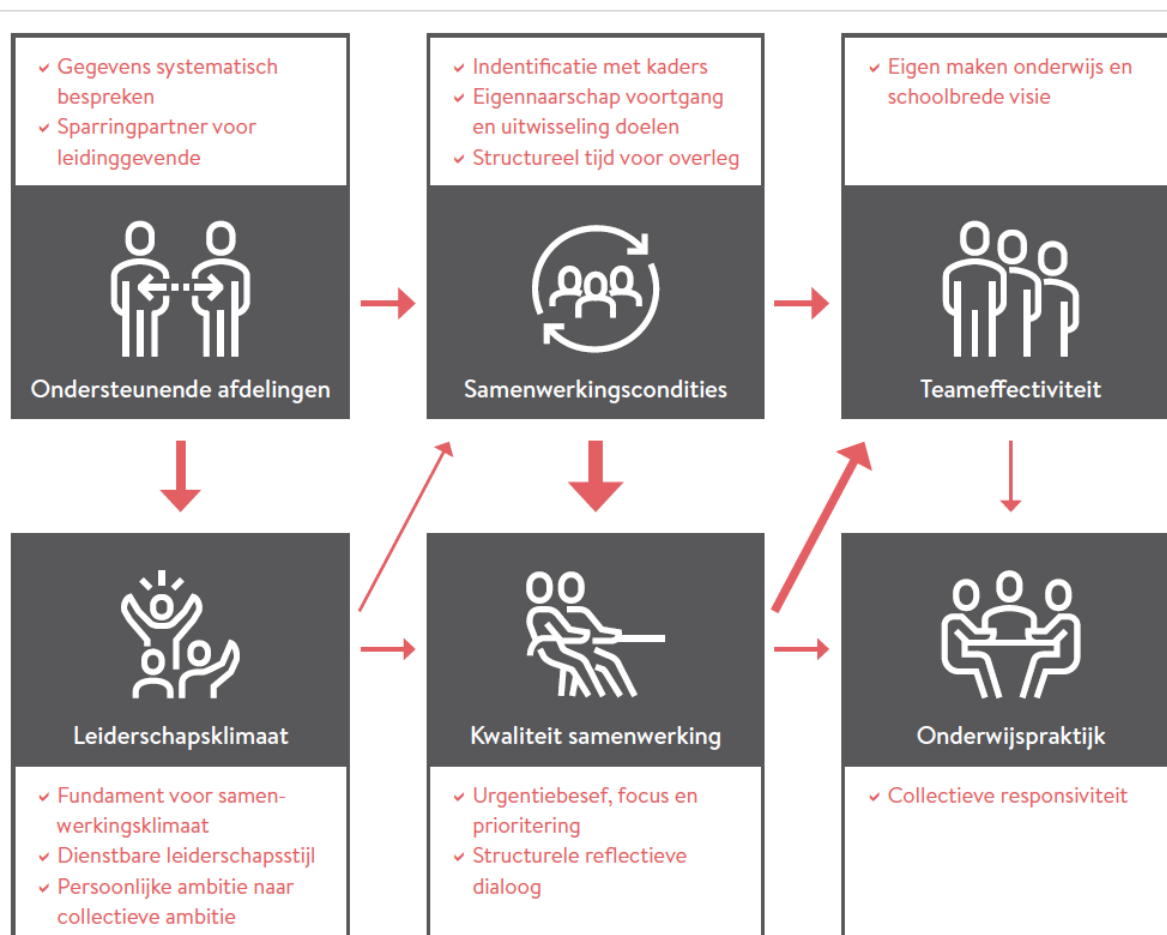 Gegevens systematisch
bespreken
Sparringpartner voor
leidinggevende
Ondersteunende afdelingen
Indentificatie met kaders
Eigennaarschap voortgang
en uitwisseling doelen
Structureel tijd voor overleg
Samenwerkingscondities
Eigen maken onderwijs en
schoolbrede visie
Teameffectiviteit
Leiderschapsklimaat
Fundament voor samen-
werkingsklimaat
Dienstbare leiderschapsstijl
Persoonlijke ambitie naar
collectieve ambitie
Kwaliteit samenwerking
Urgentiebesef, focus en
prioritering
Structurele reflectieve
dialoog
Onderwijspraktijk
Collectieve responsiviteit